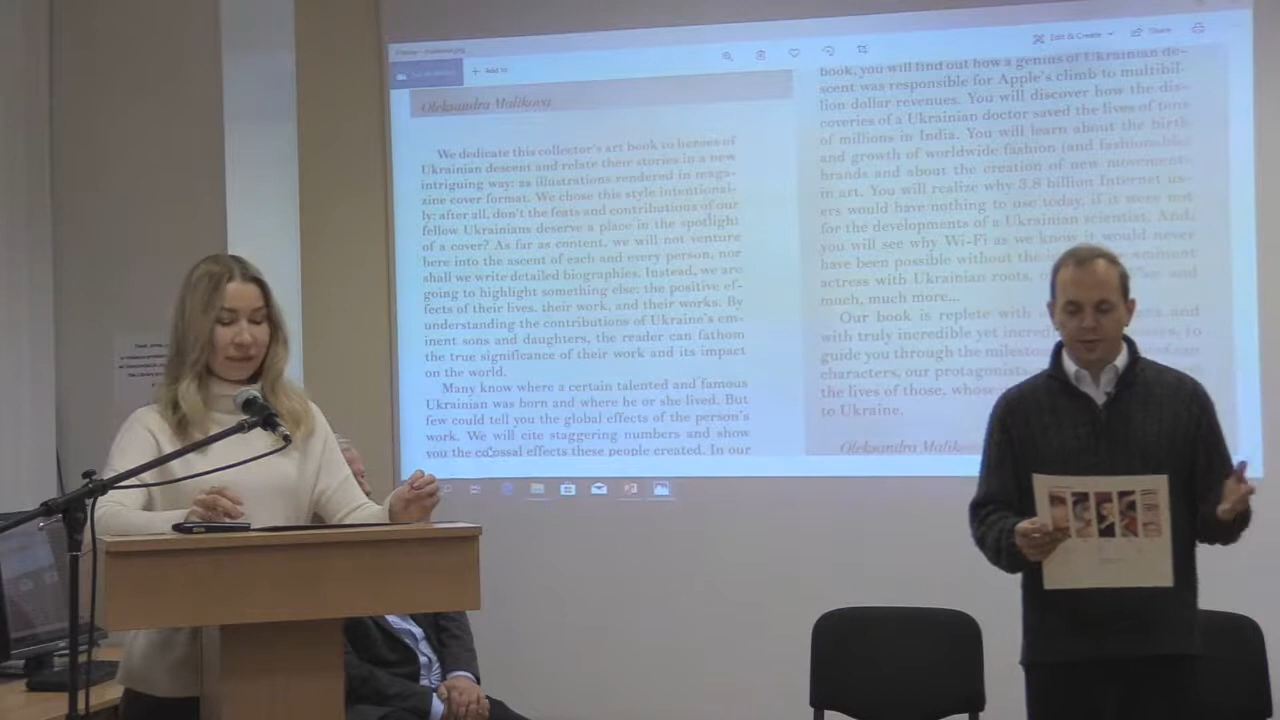 Add to
Edit & Create
Share
Oleksandra Malikova
We dedicate this collector's art book to heroes of
Ukrainian descent and relate their stories in a new
intriguing way: as illustrations rendered in maga-
zine cover format. We chose this style intentional-
ly: after all, don't the feats and contributions of our
fellow Ukrainians deserve a place in the spotlight
of a cover? As far as content, we will not venture
here into the ascent of each and every person, nor
shall we write detailed biographies. Instead, we are
going to highlight something else: the positive ef-
fects of their lives, their work, and their works. By
understanding the contributions of Ukraine's em-
inent sons and daughters, the reader can fathom
the true significance of their work and its impact
on the world.
Many know where a certain talented and famous
Ukrainian was born and where he or she lived. But
few could tell you the global effects of the person's
work. We will cite staggering numbers and show
you the colossal effects these people created. In our
book, you will find out how a genius of Ukrainian de-
scent was responsible for Apple's climb to multibil-
lion dollar revenues. You will discover how the dis-
coveries of a Ukrainian doctor saved the lives of tens
of millions in India. You will learn about the birth
and growth of worldwide fashion (and fashionable)
brands and about the creation of new movements
in art. You will realize why 3.8 billion Internet us-
ers would have nothing to use today, if it were not
for the developments of a Ukrainian scientist. And,
you will see why Wi-Fi as we know it would never
have been possible without the
actress with Ukrainian roots, and
much, much more...
Our book is replete with and
with truly incredible yet to
guide you through the
characters, our protagonists
the lives of those, whose
to Ukraine.
Oleksandra